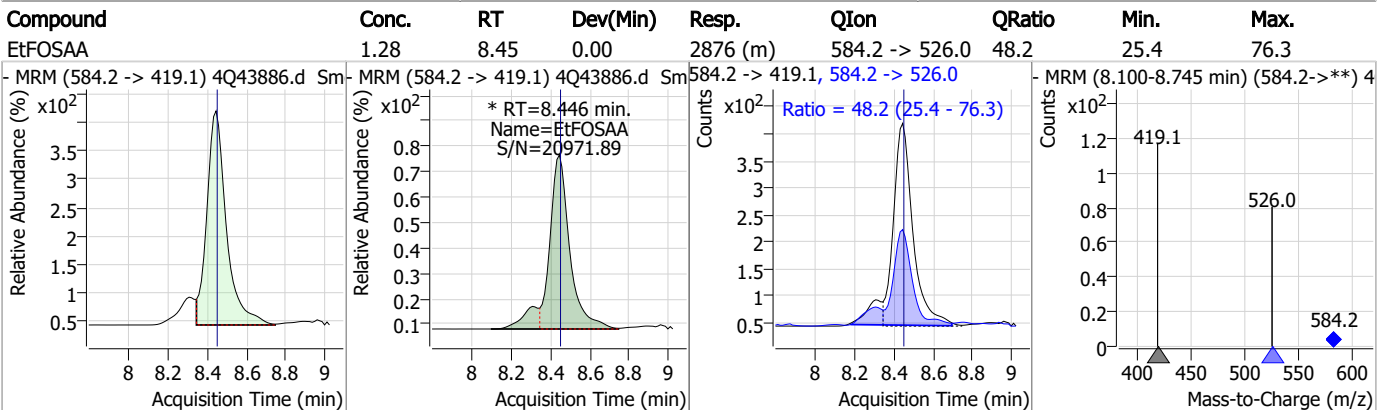 Compound Conc. RT Dev(Min) Resp. QIon QRatio Min. Max.
EtFOSAA 1.28 8.45 0.00 2876 (m) 584.2 -> 526.0 48.2 25.4 76.3
- MRM (584.2 -> 419.1) 4Q43886.d Sm
x10²
Relative Abundance (%)
3.5
3
2.5
2
1.5
1
0.5
8 8.2 8.4 8.6 8.8 9
Acquisition Time (min)
- MRM (584.2 -> 419.1) 4Q43886.d Sm
x10²
* RT=8.446 min.
Name=EtFOSAA
S/N=20971.89
Relative Abundance (%)
0.8
0.7
0.6
0.5
0.4
0.3
0.2
0.1
8 8.2 8.4 8.6 8.8 9
Acquisition Time (min)
584.2 -> 419.1, 584.2 -> 526.0
x10²
Ratio = 48.2 (25.4 - 76.3)
Counts
3.5
3
2.5
2
1.5
1
0.5
8 8.2 8.4 8.6 8.8 9
Acquisition Time (min)
- MRM (8.100-8.745 min) (584.2->**) 4
x10²
Counts
1.2
1
0.8
0.6
0.4
0.2
0
419.1
526.0
584.2
400 450 500 550 600
Mass-to-Charge (m/z)